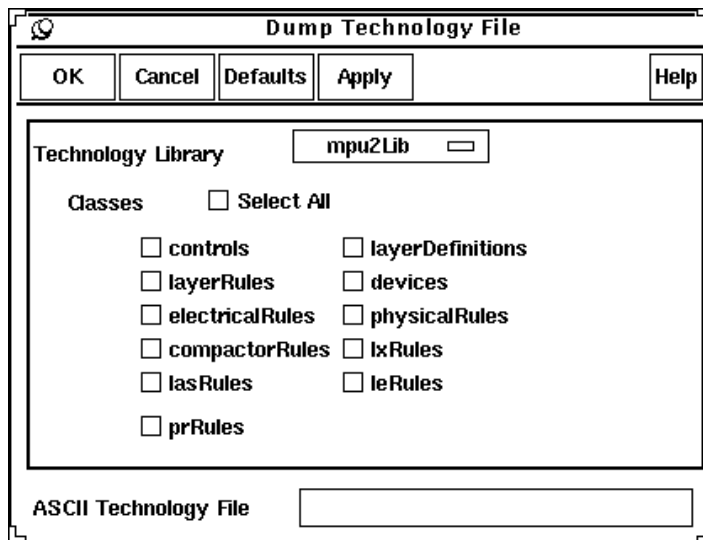 Dump Technology File
OK Cancel Defaults Apply Help
Technology Library mpu2Lib
Classes Select All
controls layerDefinitions
layerRules devices
electricalRules physicalRules
compactorRules lxRules
lasRules leRules
prRules
ASCII Technology File